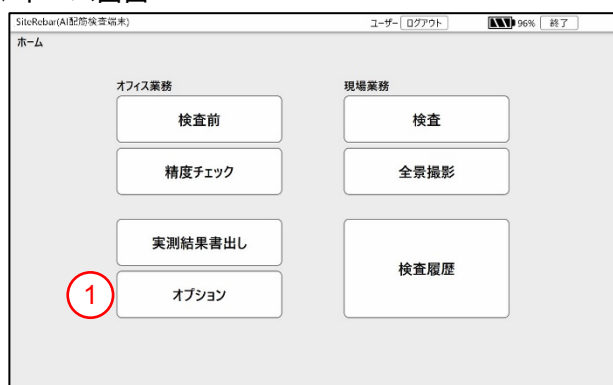 SiteRebar(AI配筋検査端末)
ユーザー ログアウト 96% 終了
ホーム
オフィス業務
検査前
精度チェック
実測結果書出し
1 オプション
現場業務
検査
全景撮影
検査履歴